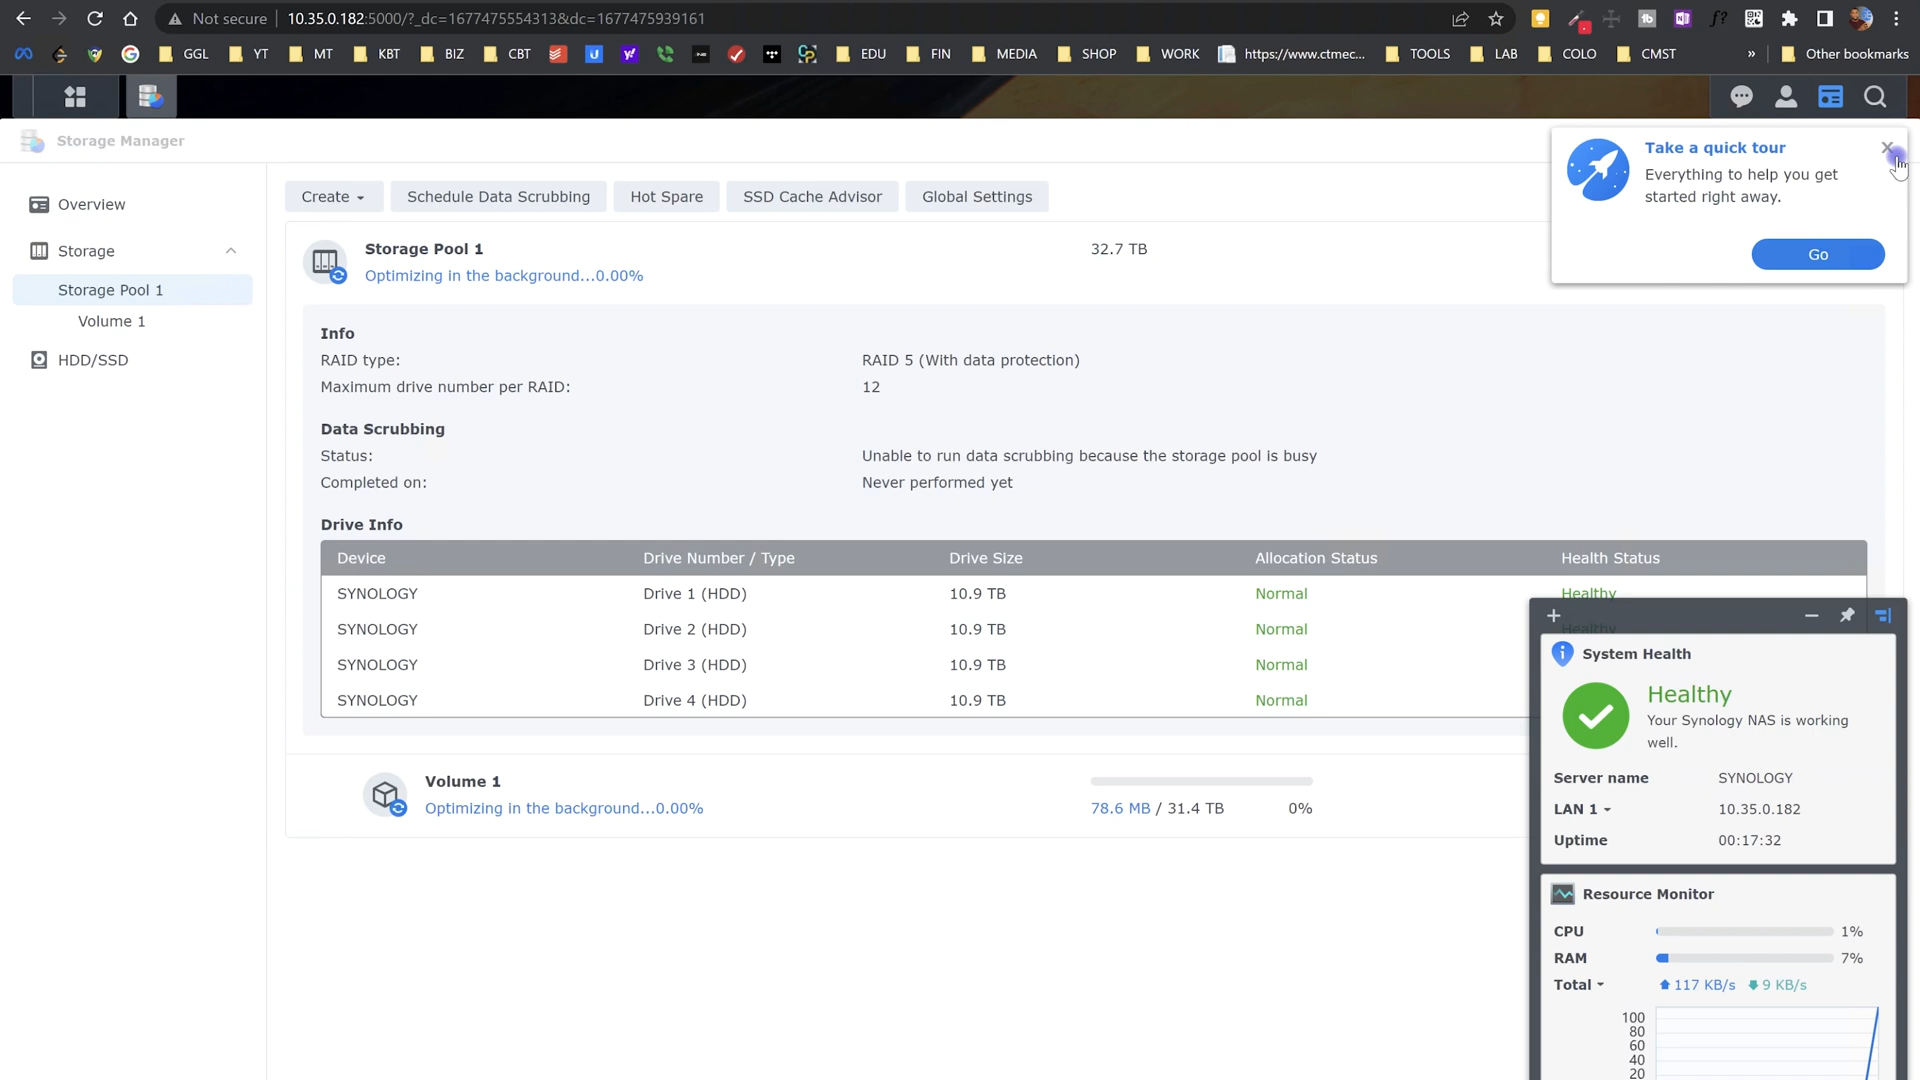 Not secure | 10.35.0.182:5000/?_dc=1677475554313&dc=1677475939161
GGL YT MT KBT BIZ CBT EDU FIN MEDIA SHOP WORK https://www.ctmec... TOOLS LAB COLO CMST » Other bookmarks
Storage Manager
Take a quick tour
Everything to help you get
started right away.
Go
Overview
Storage
Storage Pool 1
Volume 1
HDD/SSD
Create Schedule Data Scrubbing Hot Spare SSD Cache Advisor Global Settings
Storage Pool 1 32.7 TB
Optimizing in the background...0.00%
Info
RAID type: RAID 5 (With data protection)
Maximum drive number per RAID: 12
Data Scrubbing
Status: Unable to run data scrubbing because the storage pool is busy
Completed on: Never performed yet
Drive Info
Device Drive Number / Type Drive Size Allocation Status Health Status
SYNOLOGY Drive 1 (HDD) 10.9 TB Normal Healthy
SYNOLOGY Drive 2 (HDD) 10.9 TB Normal Healthy
SYNOLOGY Drive 3 (HDD) 10.9 TB Normal
SYNOLOGY Drive 4 (HDD) 10.9 TB Normal
Volume 1
Optimizing in the background...0.00% 78.6 MB / 31.4 TB 0%
System Health
Healthy
Your Synology NAS is working
well.
Server name SYNOLOGY
LAN 1 10.35.0.182
Uptime 00:17:32
Resource Monitor
CPU 1%
RAM 7%
Total 117 KB/s 9 KB/s
100
80
60
40
20